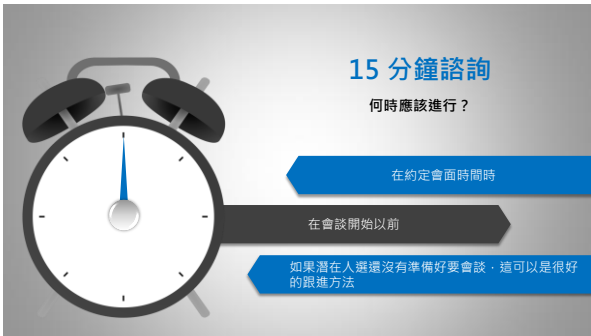 15 分鐘諮詢
何時應該進行？
在約定會面時間時
在會談開始以前
如果潛在人選還沒有準備好要會談，這可以是很好
的跟進方法